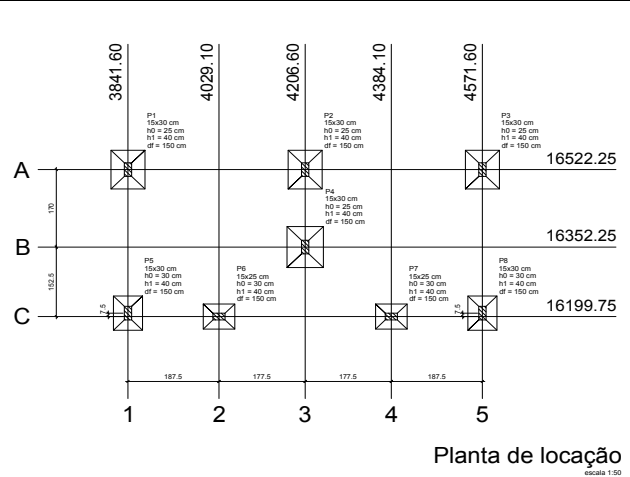 3841.60
4029.10
4206.60
4384.10
4571.60
P1
15x30 cm
h0 = 25 cm
h1 = 40 cm
df = 150 cm
P2
15x30 cm
h0 = 25 cm
h1 = 40 cm
df = 150 cm
P3
15x30 cm
h0 = 25 cm
h1 = 40 cm
df = 150 cm
A
16522.25
170
P4
15x30 cm
h0 = 25 cm
h1 = 40 cm
df = 150 cm
B
16352.25
152.5
P5
15x30 cm
h0 = 30 cm
h1 = 40 cm
df = 150 cm
P6
15x25 cm
h0 = 30 cm
h1 = 40 cm
df = 150 cm
P7
15x25 cm
h0 = 30 cm
h1 = 40 cm
df = 150 cm
P8
15x30 cm
h0 = 30 cm
h1 = 40 cm
df = 150 cm
C
7.5
7.5
16199.75
187.5
177.5
177.5
187.5
1
2
3
4
5
Planta de locação
escala 1:50